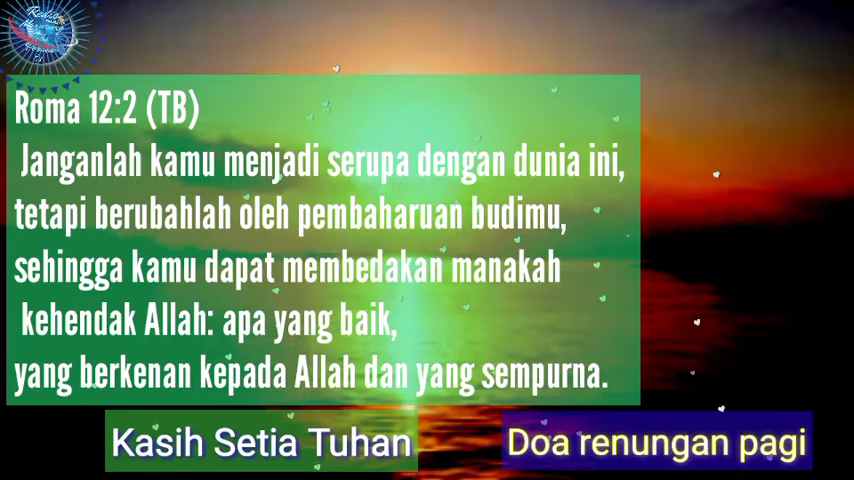 Roma 12:2 (TB)
Janganlah kamu menjadi serupa dengan dunia ini,
tetapi berubahlah oleh pembaharuan budimu,
sehingga kamu dapat membedakan manakah
kehendak Allah: apa yang baik,
yang berkenan kepada Allah dan yang sempurna.
Kasih Setia Tuhan
Doa renungan pagi